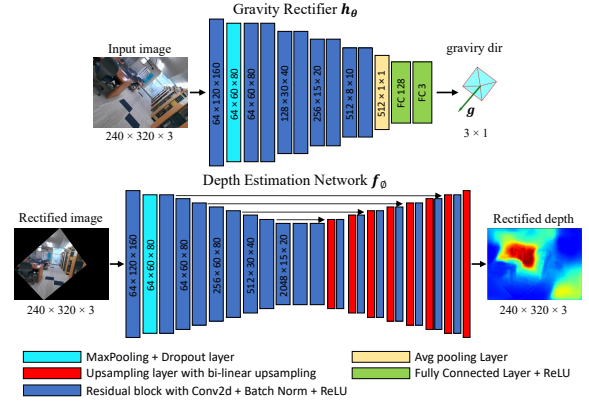 Gravity Rectifier h_θ
Input image
240 × 320 × 3
64 × 120 × 160
64 × 60 × 80
64 × 60 × 80
128 × 30 × 40
256 × 15 × 20
512 × 8 × 10
512 × 1 × 1
FC 128
FC 3
graviry dir
g
3 × 1
Depth Estimation Network f_∅
Rectified image
240 × 320 × 3
64 × 120 × 160
64 × 60 × 80
64 × 60 × 80
256 × 60 × 80
512 × 30 × 40
2048 × 15 × 20
Rectified depth
240 × 320 × 3
MaxPooling + Dropout layer
Avg pooling Layer
Upsampling layer with bi-linear upsampling
Fully Connected Layer + ReLU
Residual block with Conv2d + Batch Norm + ReLU